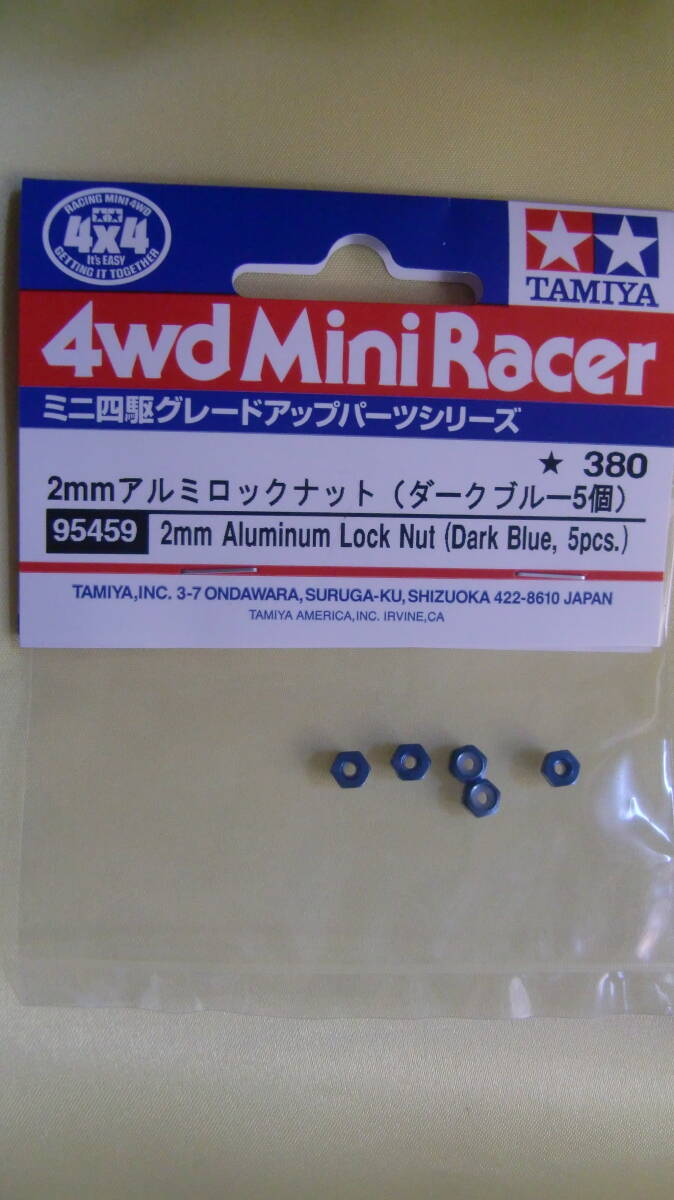 RACING MINI 4WD
4x4
It's EASY
GETTING IT TOGETHER
TAMIYA
4wd Mini Racer
ミニ四駆グレードアップパーツシリーズ
★ 380
2mmアルミロックナット（ダークブルー5個）
95459 2mm Aluminum Lock Nut (Dark Blue, 5pcs.)
TAMIYA,INC. 3-7 ONDAWARA, SURUGA-KU, SHIZUOKA 422-8610 JAPAN
TAMIYA AMERICA,INC. IRVINE,CA